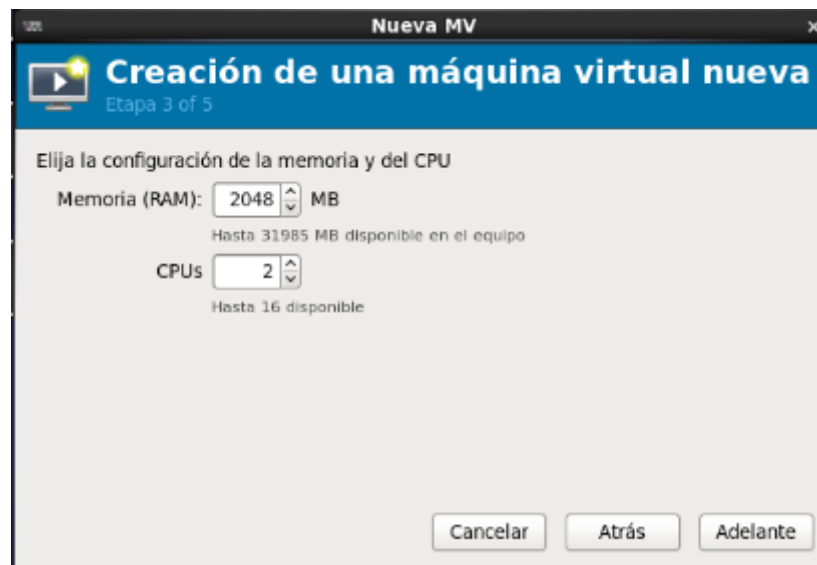 Nueva MV
Creación de una máquina virtual nueva
Etapa 3 of 5
Elija la configuración de la memoria y del CPU
Memoria (RAM): 2048 MB
Hasta 31985 MB disponible en el equipo
CPUs 2
Hasta 16 disponible
Cancelar Atrás Adelante